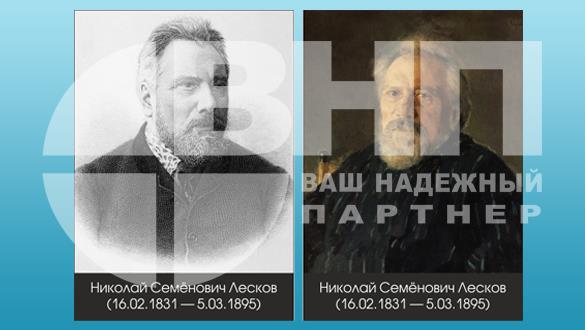 ВНП
ВАШ НАДЕЖНЫЙ
ПАРТНЕР
Николай Семёнович Лесков
(16.02.1831 — 5.03.1895)
Николай Семёнович Лесков
(16.02.1831 — 5.03.1895)